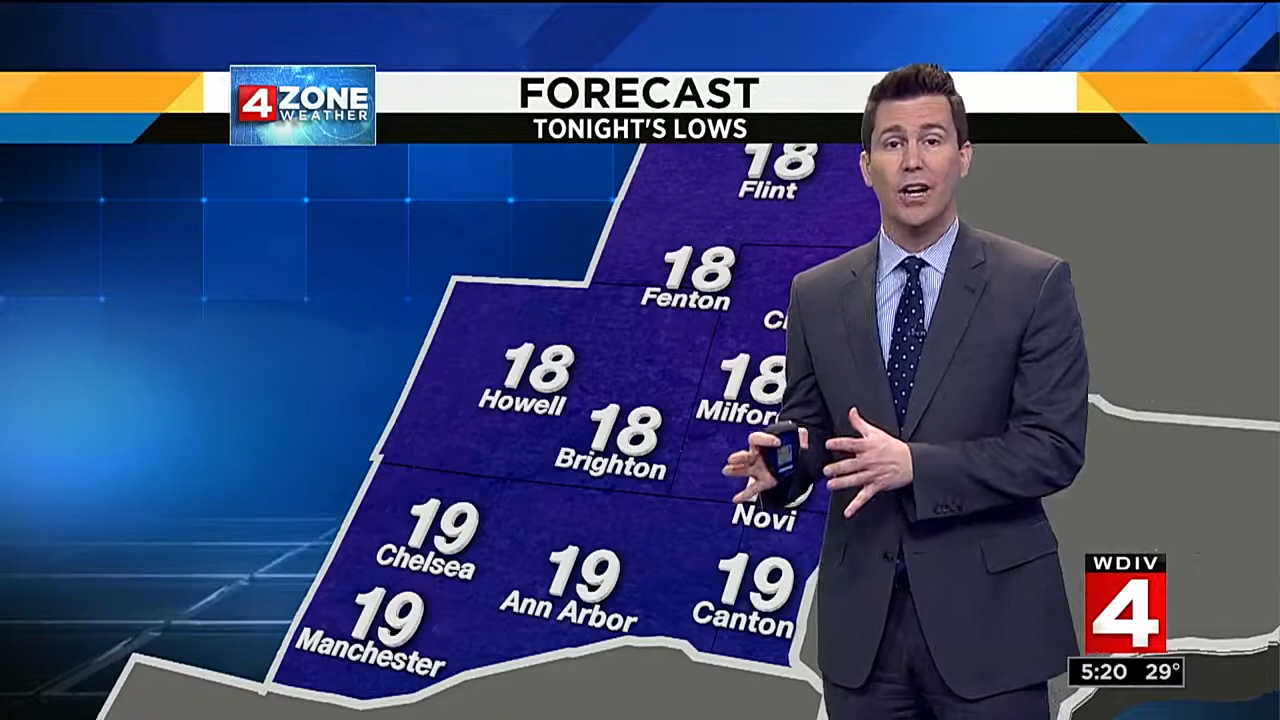 4 ZONE
WEATHER
FORECAST
TONIGHT'S LOWS
18
Flint
18
Fenton
18
Howell
18
18
Brighton
Novi
19
Chelsea
19
Ann Arbor
19
Canton
19
Manchester
WDIV
4
5:20 29°